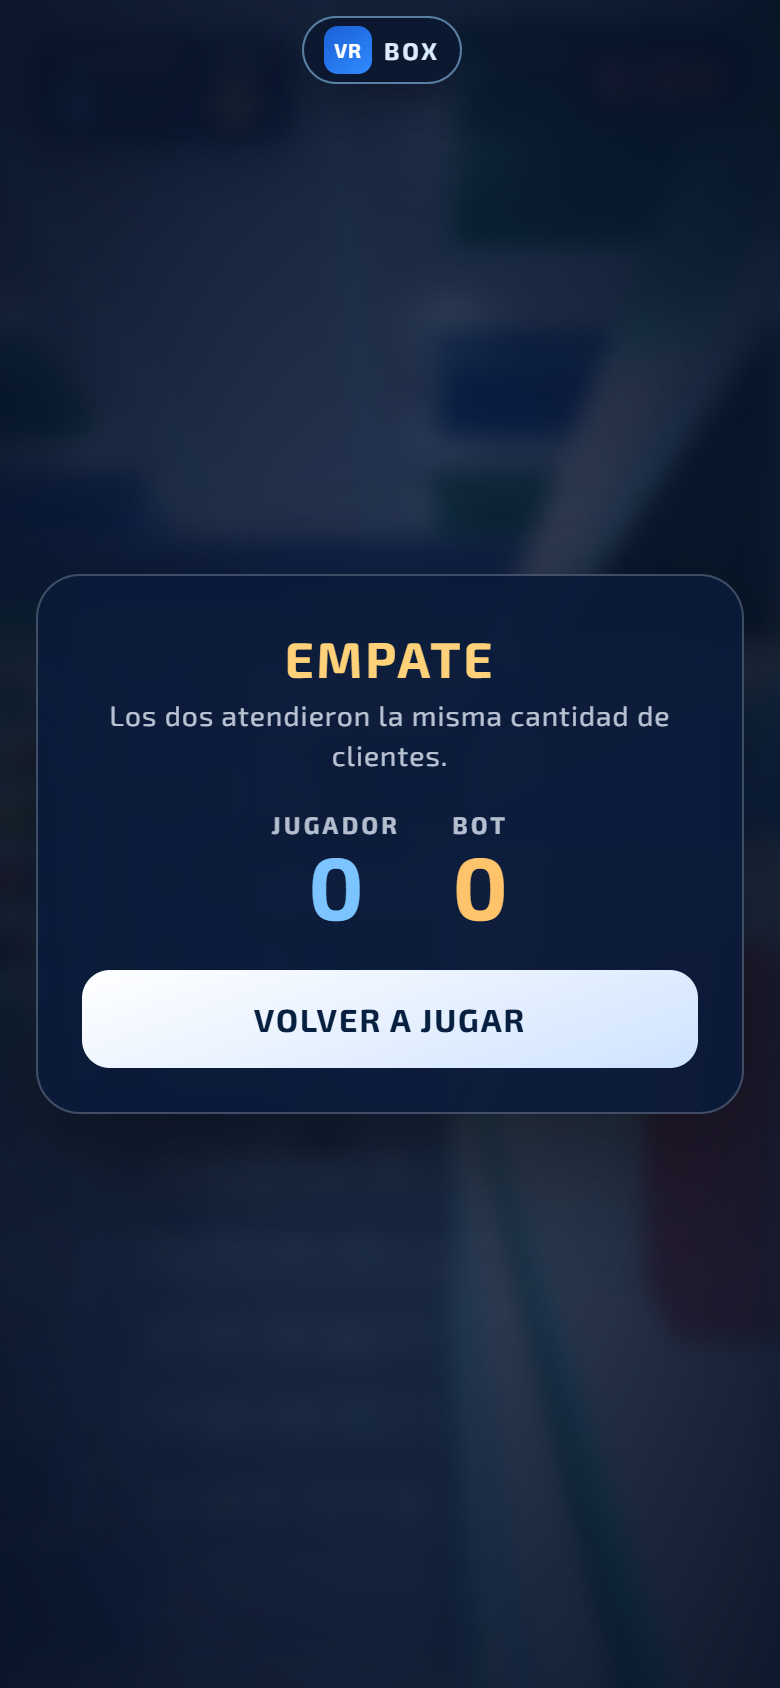 VR BOX
EMPATE
Los dos atendieron la misma cantidad de
clientes.
JUGADOR BOT
0 0
VOLVER A JUGAR